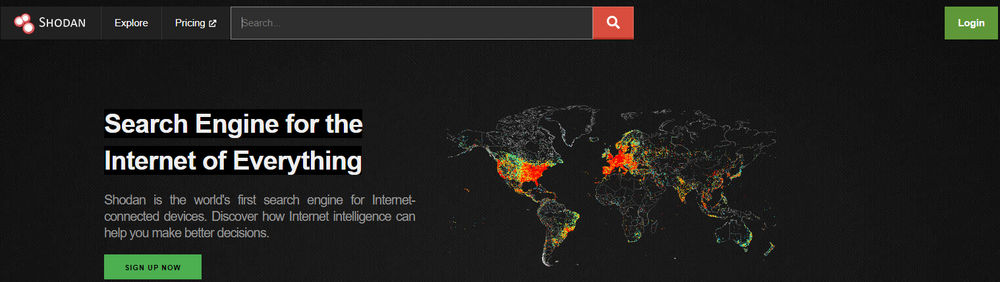 SHODAN
Explore
Pricing
Search...
Login
Search Engine for the
Internet of Everything
Shodan is the world's first search engine for Internet-
connected devices. Discover how Internet intelligence can
help you make better decisions.
SIGN UP NOW